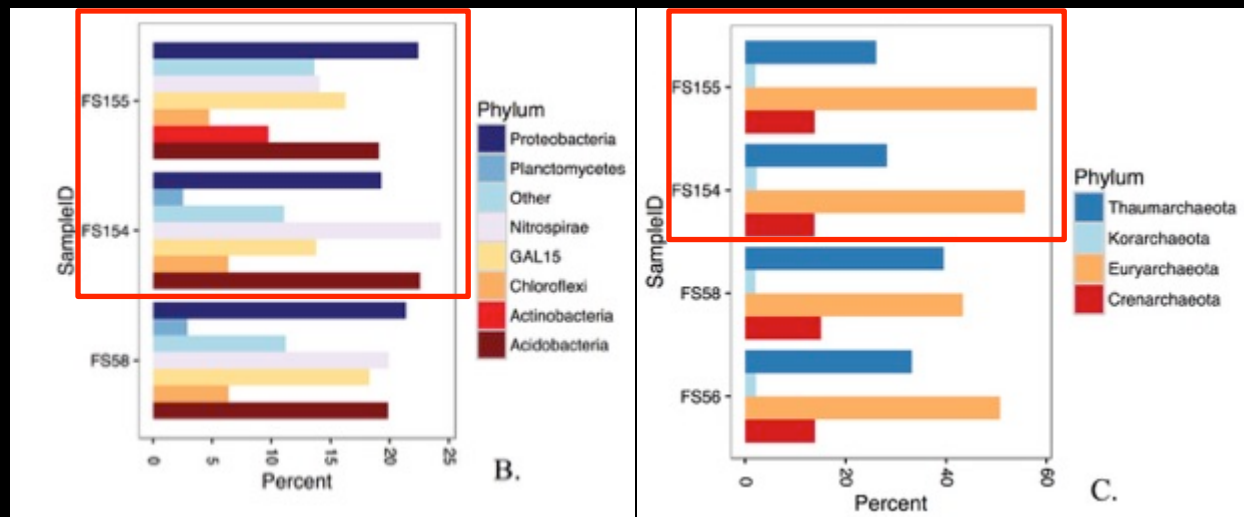 SampleID
FS155
FS154
FS58
0
5
10
15
20
25
Percent
Phylum
Proteobacteria
Planctomycetes
Other
Nitrospirae
GAL15
Chloroflexi
Actinobacteria
Acidobacteria
B.
SampleID
FS155
FS154
FS58
FS56
0
20
40
60
Percent
Phylum
Thaumarchaeota
Korarchaeota
Euryarchaeota
Crenarchaeota
C.